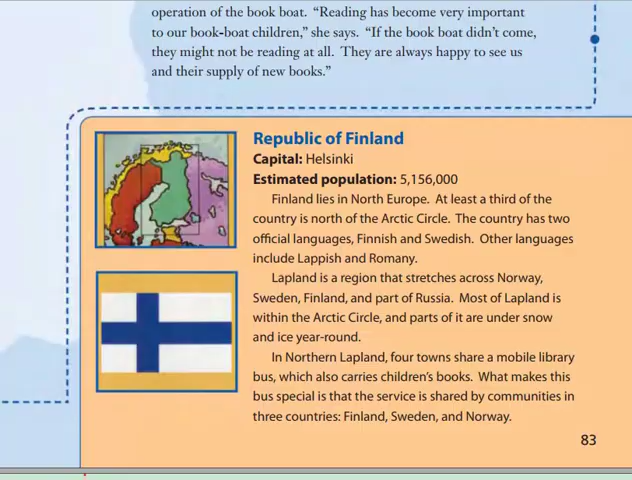 operation of the book boat. “Reading has become very important
to our book-boat children,” she says. “If the book boat didn’t come,
they might not be reading at all. They are always happy to see us
and their supply of new books.”
Republic of Finland
Capital: Helsinki
Estimated population: 5,156,000
Finland lies in North Europe. At least a third of the
country is north of the Arctic Circle. The country has two
official languages, Finnish and Swedish. Other languages
include Lappish and Romany.
Lapland is a region that stretches across Norway,
Sweden, Finland, and part of Russia. Most of Lapland is
within the Arctic Circle, and parts of it are under snow
and ice year-round.
In Northern Lapland, four towns share a mobile library
bus, which also carries children’s books. What makes this
bus special is that the service is shared by communities in
three countries: Finland, Sweden, and Norway.
83